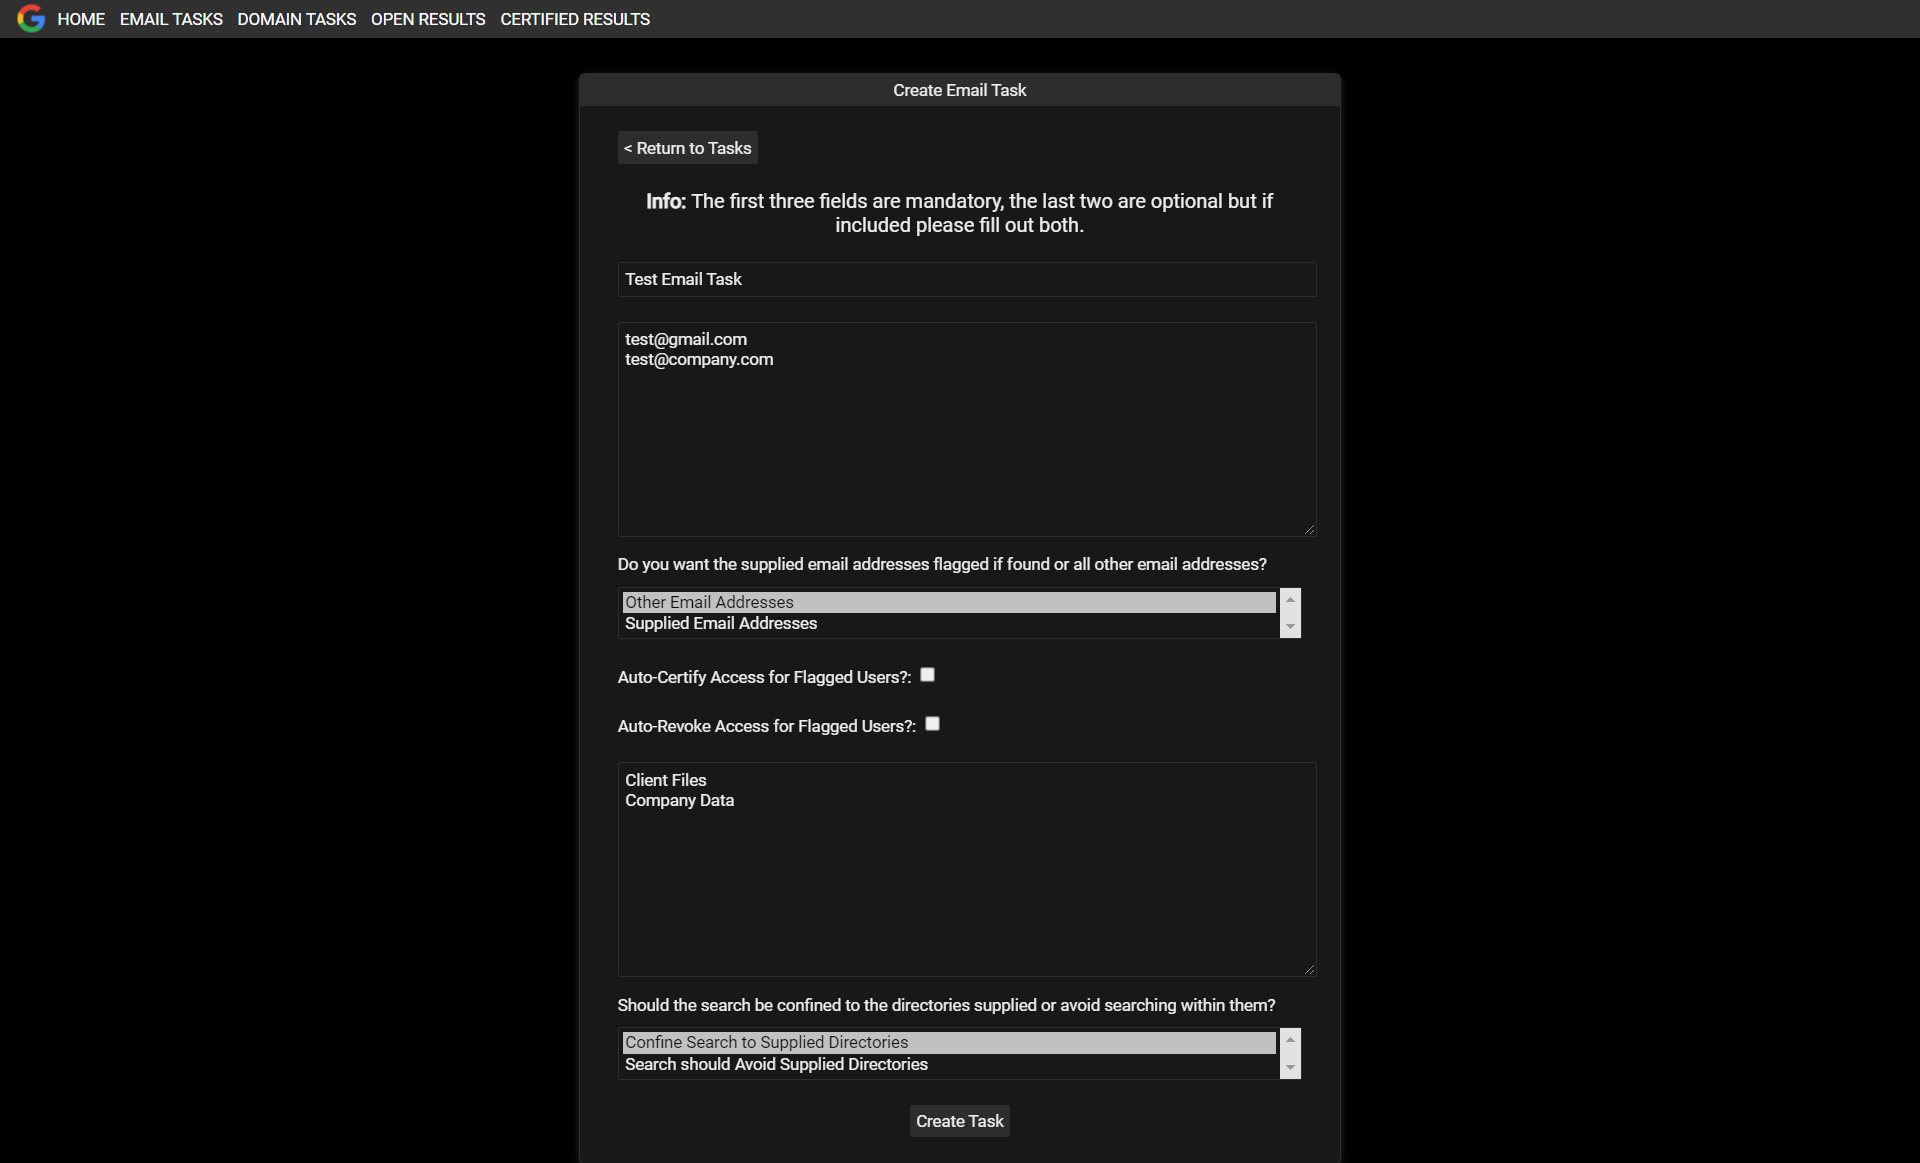 HOME EMAIL TASKS DOMAIN TASKS OPEN RESULTS CERTIFIED RESULTS
Create Email Task
< Return to Tasks
Info: The first three fields are mandatory, the last two are optional but if
included please fill out both.
Test Email Task
test@gmail.com
test@company.com
Do you want the supplied email addresses flagged if found or all other email addresses?
Other Email Addresses
Supplied Email Addresses
Auto-Certify Access for Flagged Users?:
Auto-Revoke Access for Flagged Users?:
Client Files
Company Data
Should the search be confined to the directories supplied or avoid searching within them?
Confine Search to Supplied Directories
Search should Avoid Supplied Directories
Create Task